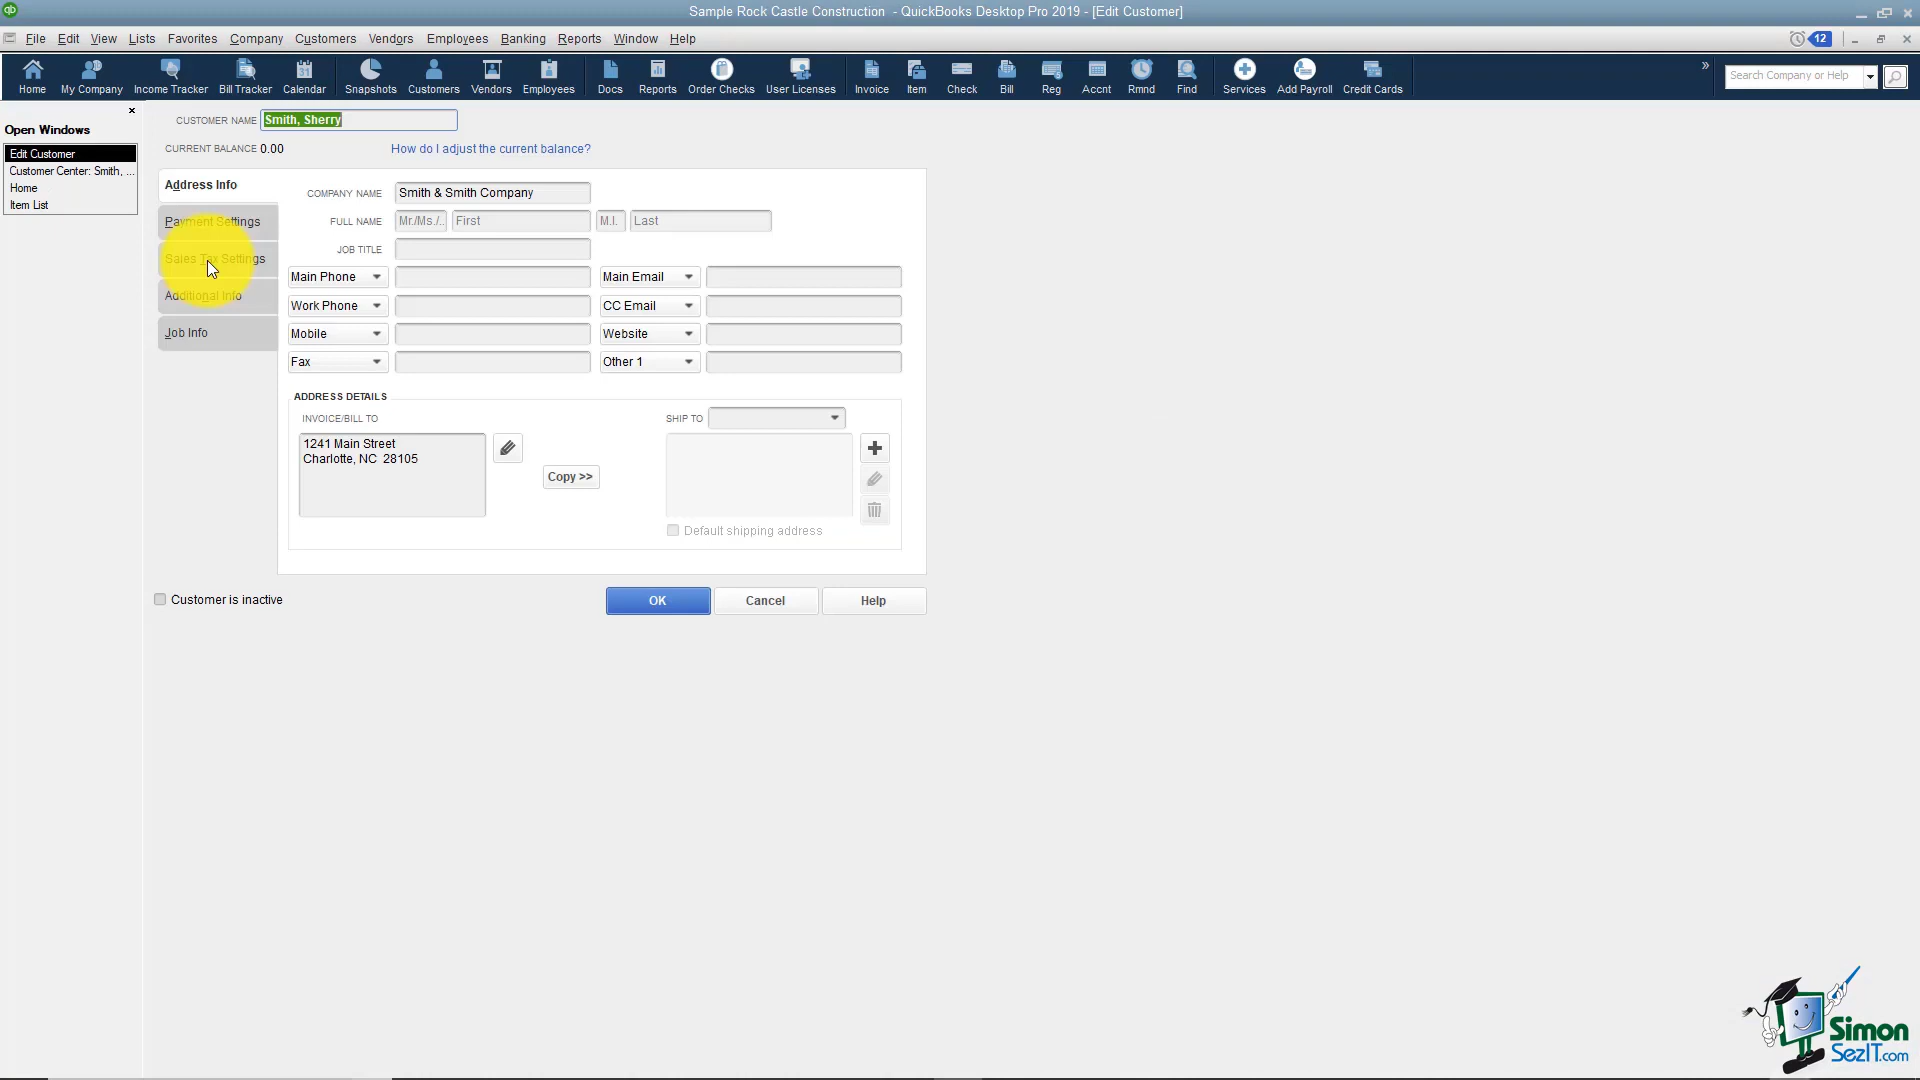 Sample Rock Castle Construction - QuickBooks Desktop Pro 2019 - [Edit Customer]
File Edit View Lists Favorites Company Customers Vendors Employees Banking Reports Window Help
12
Home My Company Income Tracker Bill Tracker Calendar Snapshots Customers Vendors Employees Docs Reports Order Checks User Licenses Invoice Item Check Bill Reg Accnt Rmnd Find Services Add Payroll Credit Cards
» Search Company or Help
Open Windows
Edit Customer
Customer Center: Smith, ...
Home
Item List
CUSTOMER NAME Smith, Sherry
CURRENT BALANCE 0.00 How do I adjust the current balance?
Address Info
Payment Settings
Sales Tax Settings
Additional Info
Job Info
COMPANY NAME Smith & Smith Company
FULL NAME Mr./Ms./.. First M.I. Last
JOB TITLE
Main Phone Main Email
Work Phone CC Email
Mobile Website
Fax Other 1
ADDRESS DETAILS
INVOICE/BILL TO SHIP TO
1241 Main Street
Charlotte, NC 28105
Copy >>
Default shipping address
Customer is inactive
OK Cancel Help
Simon
SezIT.com